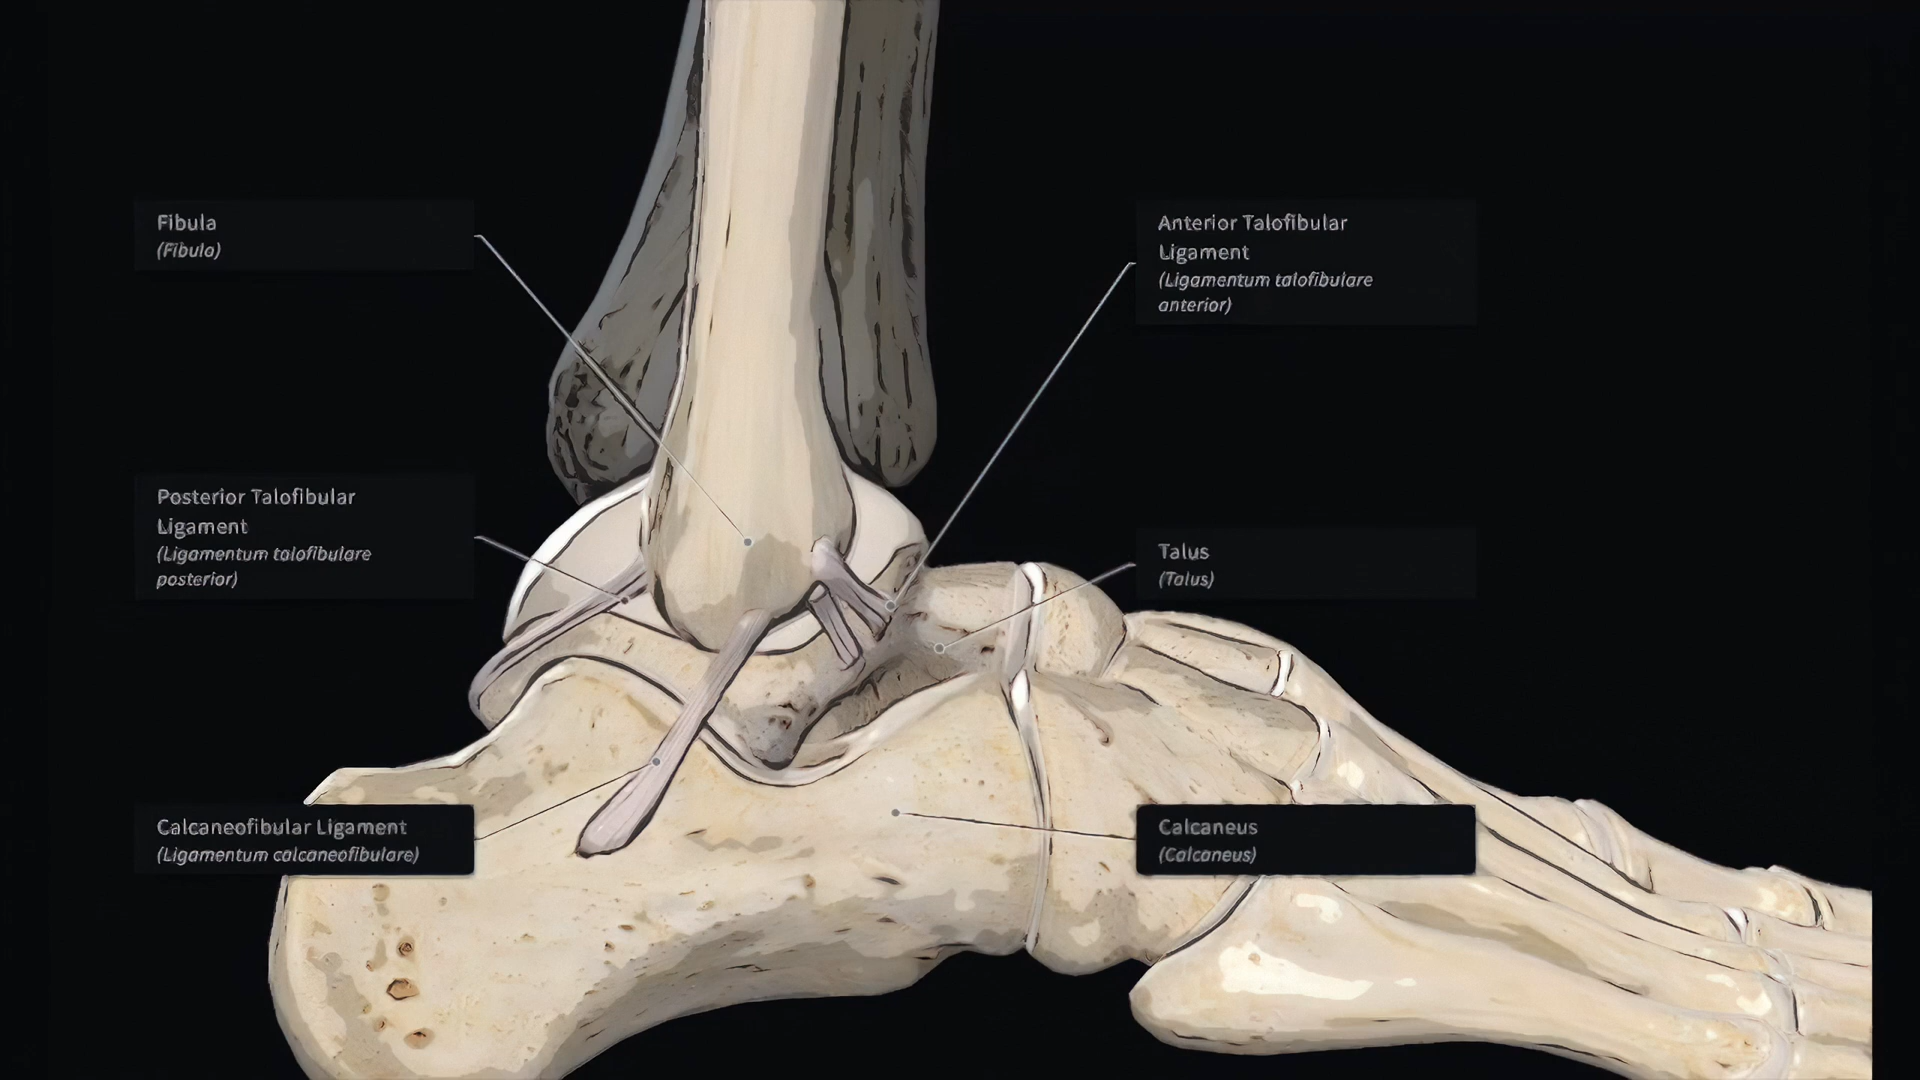 Fibula
(Fibula)
Posterior Talofibular
Ligament
(Ligamentum talofibulare
posterior)
Calcaneofibular Ligament
(Ligamentum calcaneofibulare)
Anterior Talofibular
Ligament
(Ligamentum talofibulare
anterior)
Talus
(Talus)
Calcaneus
(Calcaneus)